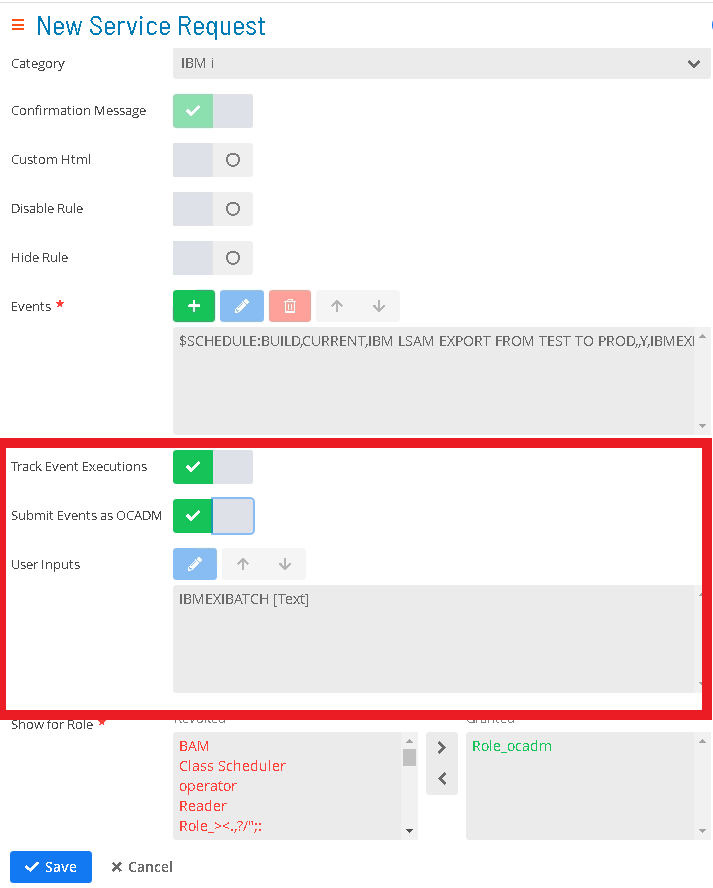 New Service Request
Category
IBM i
Confirmation Message
Custom Html
Disable Rule
Hide Rule
Events *
$SCHEDULE:BUILD,CURRENT,IBM LSAM EXPORT FROM TEST TO PROD,,Y,IBMEXI
Track Event Executions
Submit Events as OCADM
User Inputs
IBMEXIBATCH [Text]
Show for Role *
Revoked
Granted
BAM
Class Scheduler
operator
Reader
Role_><.,?/";:
Role_ocadm
Save
Cancel